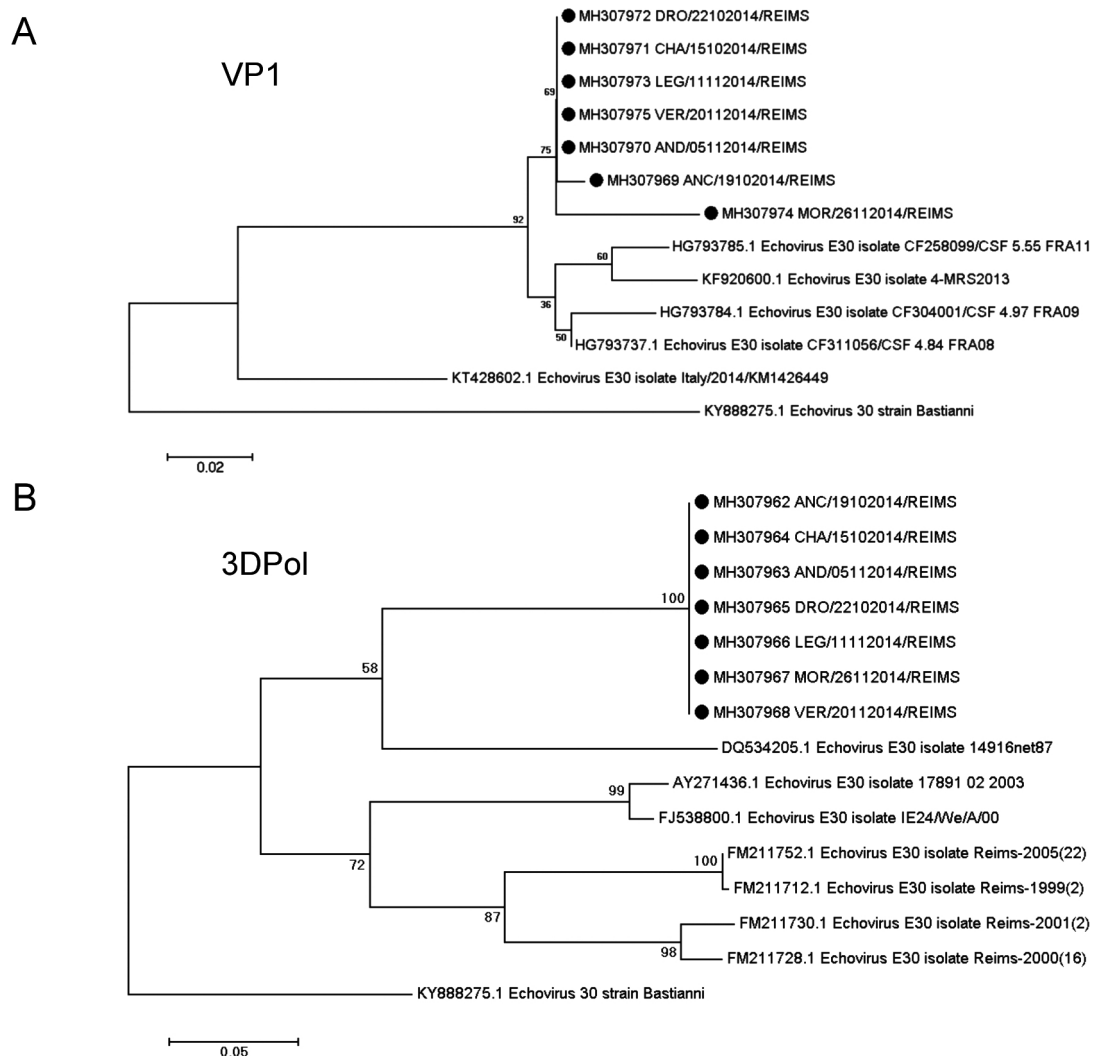 A
VP1
MH307972 DRO/22102014/REIMS
MH307971 CHA/15102014/REIMS
MH307973 LEG/11112014/REIMS
69
MH307975 VER/20112014/REIMS
MH307970 AND/05112014/REIMS
75
MH307969 ANC/19102014/REIMS
MH307974 MOR/26112014/REIMS
92
HG793785.1 Echovirus E30 isolate CF258099/CSF 5.55 FRA11
60
KF920600.1 Echovirus E30 isolate 4-MRS2013
36
HG793784.1 Echovirus E30 isolate CF304001/CSF 4.97 FRA09
50
HG793737.1 Echovirus E30 isolate CF311056/CSF 4.84 FRA08
KT428602.1 Echovirus E30 isolate Italy/2014/KM1426449
KY888275.1 Echovirus 30 strain Bastianni
0.02
B
3DPol
MH307962 ANC/19102014/REIMS
MH307964 CHA/15102014/REIMS
MH307963 AND/05112014/REIMS
100
MH307965 DRO/22102014/REIMS
MH307966 LEG/11112014/REIMS
58
MH307967 MOR/26112014/REIMS
MH307968 VER/20112014/REIMS
DQ534205.1 Echovirus E30 isolate 14916net87
AY271436.1 Echovirus E30 isolate 17891 02 2003
99
FJ538800.1 Echovirus E30 isolate IE24/We/A/00
72
FM211752.1 Echovirus E30 isolate Reims-2005(22)
100
FM211712.1 Echovirus E30 isolate Reims-1999(2)
87
FM211730.1 Echovirus E30 isolate Reims-2001(2)
98
FM211728.1 Echovirus E30 isolate Reims-2000(16)
KY888275.1 Echovirus 30 strain Bastianni
0.05